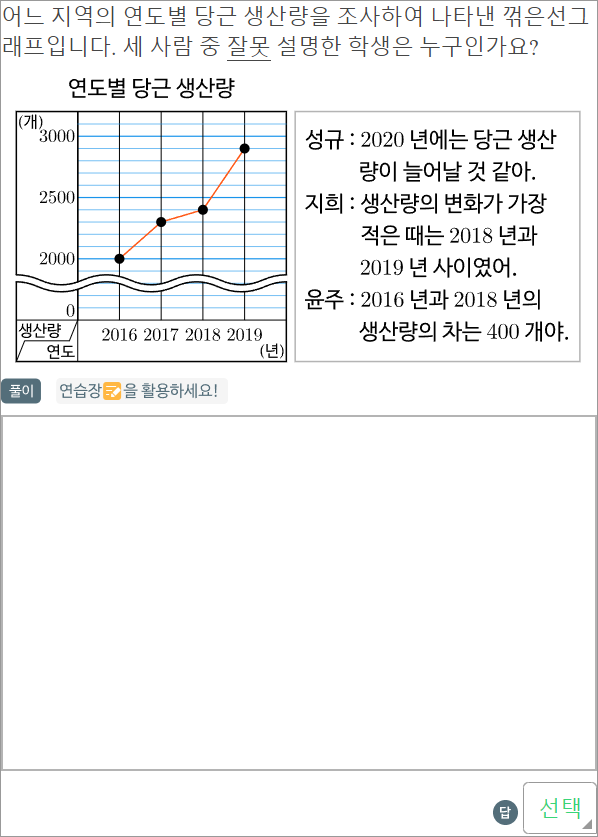 어느 지역의 연도별 당근 생산량을 조사하여 나타낸 꺾은선그
래프입니다. 세 사람 중 잘못 설명한 학생은 누구인가요?
연도별 당근 생산량
(개)
3000
2500
2000
0
생산량
연도
2016 2017 2018 2019
(년)
성규 : 2020 년에는 당근 생산
량이 늘어날 것 같아.
지희 : 생산량의 변화가 가장
적은 때는 2018 년과
2019 년 사이였어.
윤주 : 2016 년과 2018 년의
생산량의 차는 400 개야.
풀이 연습장을 활용하세요!
답 선택